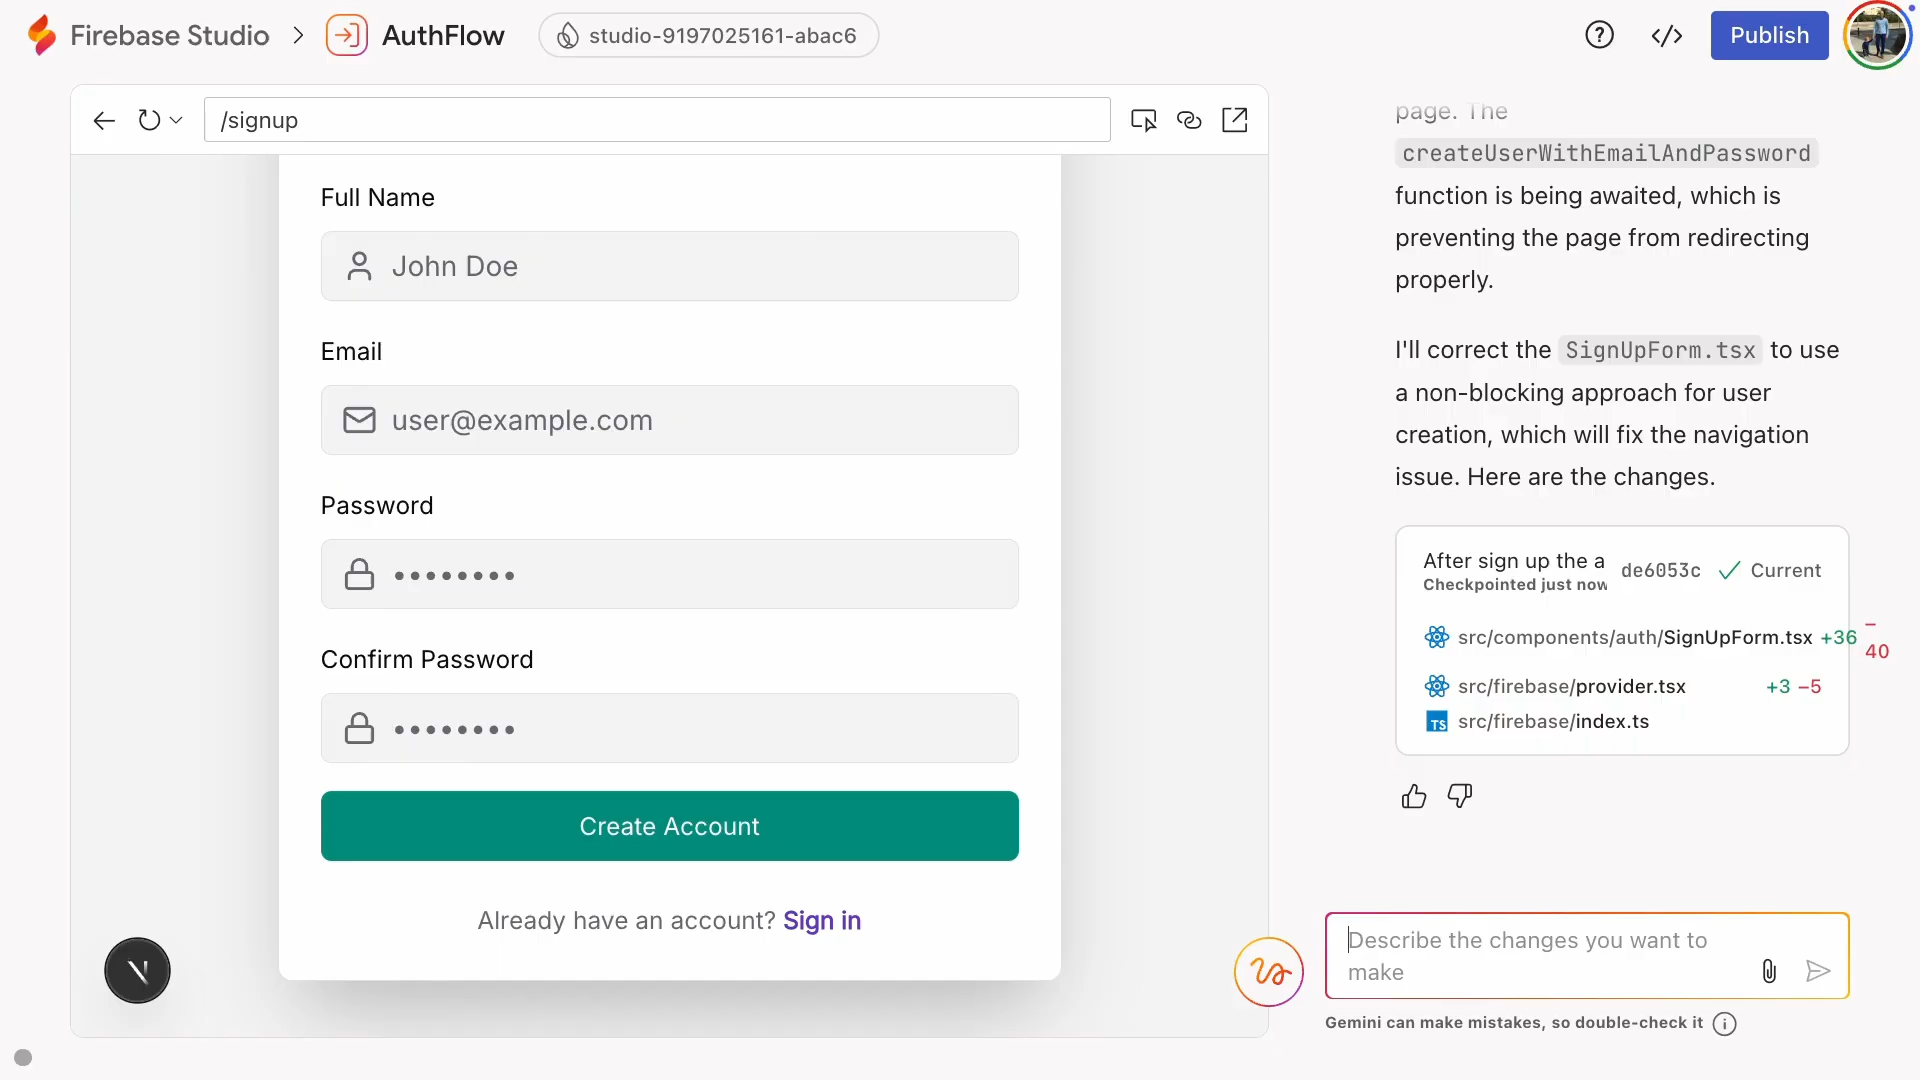 Firebase Studio
AuthFlow
studio-9197025161-abac6
Publish
/signup
Full Name
John Doe
Email
user@example.com
Password
••••••••
Confirm Password
••••••••
Create Account
Already have an account? Sign in
page. The
createUserWithEmailAndPassword
function is being awaited, which is
preventing the page from redirecting
properly.
I'll correct the SignUpForm.tsx to use
a non-blocking approach for user
creation, which will fix the navigation
issue. Here are the changes.
After sign up the a
Checkpointed just now
de6053c
Current
src/components/auth/SignUpForm.tsx +36 −40
src/firebase/provider.tsx +3 −5
TS src/firebase/index.ts
Describe the changes you want to
make
Gemini can make mistakes, so double-check it